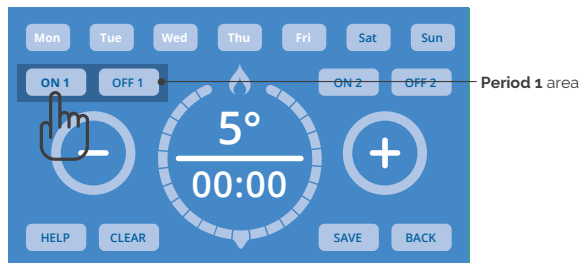 Mon Tue Wed Thu Fri Sat Sun
ON 1 OFF 1 ON 2 OFF 2
Period 1 area
5°
00:00
HELP CLEAR SAVE BACK